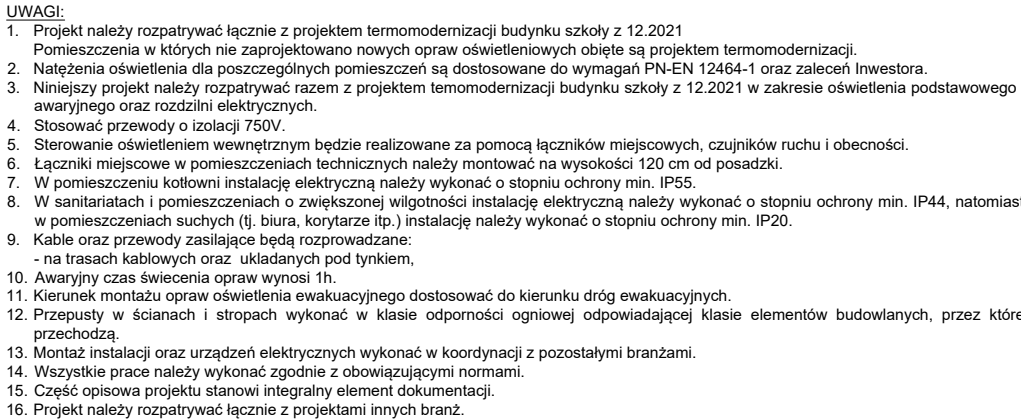 UWAGI:
1. Projekt należy rozpatrywać łącznie z projektem termomodernizacji budynku szkoły z 12.2021
Pomieszczenia w których nie zaprojektowano nowych opraw oświetleniowych obięte są projektem termomodernizacji.
2. Natężenia oświetlenia dla poszczególnych pomieszczeń są dostosowane do wymagań PN-EN 12464-1 oraz zaleceń Inwestora.
3. Niniejszy projekt należy rozpatrywać razem z projektem temomodernizacji budynku szkoły z 12.2021 w zakresie oświetlenia podstawowego
awaryjnego oraz rozdzilni elektrycznych.
4. Stosować przewody o izolacji 750V.
5. Sterowanie oświetleniem wewnętrznym będzie realizowane za pomocą łączników miejscowych, czujników ruchu i obecności.
6. Łączniki miejscowe w pomieszczeniach technicznych należy montować na wysokości 120 cm od posadzki.
7. W pomieszczeniu kotłowni instalację elektryczną należy wykonać o stopniu ochrony min. IP55.
8. W sanitariatach i pomieszczeniach o zwiększonej wilgotności instalację elektryczną należy wykonać o stopniu ochrony min. IP44, natomiast
w pomieszczeniach suchych (tj. biura, korytarze itp.) instalację należy wykonać o stopniu ochrony min. IP20.
9. Kable oraz przewody zasilające będą rozprowadzane:
- na trasach kablowych oraz ukladanych pod tynkiem,
10. Awaryjny czas świecenia opraw wynosi 1h.
11. Kierunek montażu opraw oświetlenia ewakuacyjnego dostosować do kierunku dróg ewakuacyjnych.
12. Przepusty w ścianach i stropach wykonać w klasie odporności ogniowej odpowiadającej klasie elementów budowlanych, przez które
przechodzą.
13. Montaż instalacji oraz urządzeń elektrycznych wykonać w koordynacji z pozostałymi branżami.
14. Wszystkie prace należy wykonać zgodnie z obowiązującymi normami.
15. Część opisowa projektu stanowi integralny element dokumentacji.
16. Projekt należy rozpatrywać łącznie z projektami innych branż.